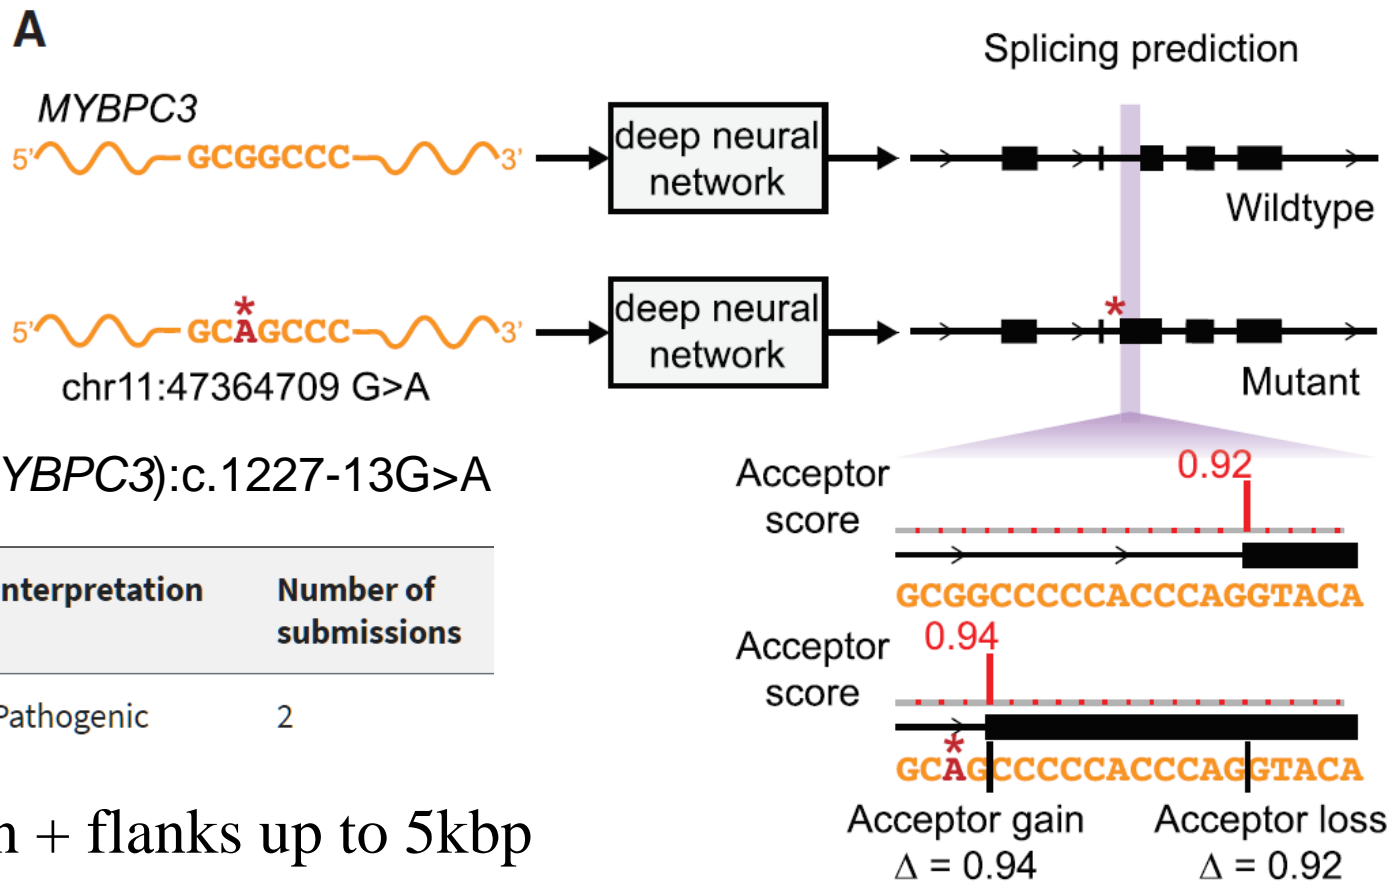 A
Splicing prediction
MYBPC3
5’ GCGGCCC 3’
deep neural
network
Wildtype
*
5’ GCAGCCC 3’
deep neural
network
*
chr11:47364709 G>A
Mutant
YBPC3):c.1227-13G>A
Acceptor
score
0.92
GCGGCCCCCACCCAGGTACA
nterpretation
Number of
submissions
Pathogenic
2
Acceptor
score
0.94
*
GCAGCCCCCACCCAGGTACA
Acceptor gain
Δ = 0.94
Acceptor loss
Δ = 0.92
n + flanks up to 5kbp